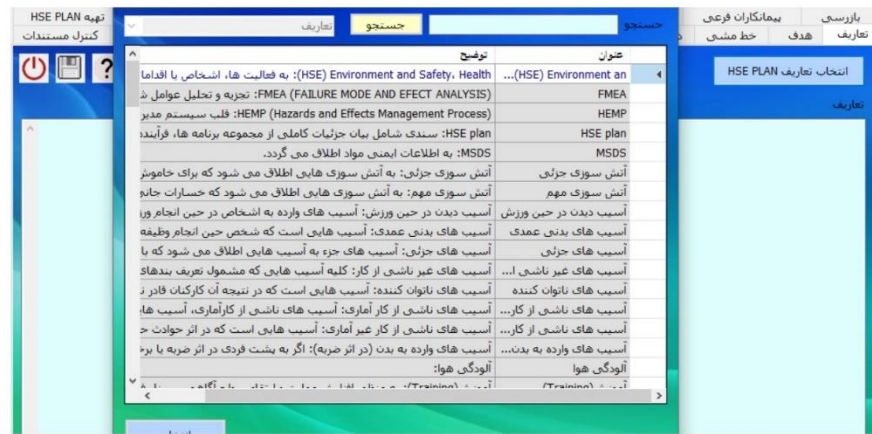 بازرسی پیمانکاران فرعی تهیه HSE PLAN
تعاریف هدف خط مشی کنترل مستندات
جستجو جستجو تعاریف
انتخاب تعاریف HSE PLAN
تعاریف
عنوان توضیح
HSE) Environment an)... HSE) Environment and Safety، Health): به فعالیت ها، اشخاص یا اقداما
FMEA FMEA (FAILURE MODE AND EFECT ANALYSIS): تجزیه و تحلیل عوامل
HEMP HEMP (Hazards and Effects Management Process): قلب سیستم مدیر
HSE plan HSE plan: سندی شامل بیان جزئیات کاملی از مجموعه برنامه ها، فرآینده
MSDS MSDS: به اطلاعات ایمنی مواد اطلاق می گردد.
آتش سوزی جزئی آتش سوزی جزئی: به آتش سوزی هایی اطلاق می شود که برای خاموش
آتش سوزی مهم آتش سوزی مهم: به آتش سوزی هایی اطلاق می شود که خسارات جانی
آسیب دیدن در حین ورزش آسیب دیدن در حین ورزش: آسیب های وارده به اشخاص در حین انجام ورز
آسیب های بدنی عمدی آسیب های بدنی عمدی: آسیب هایی است که شخص حین انجام وظیفه
آسیب های جزئی آسیب های جزئی: آسیب های جزء به آسیب هایی اطلاق می شود که با
آسیب های غیر ناشی ا... آسیب های غیر ناشی از کار: کلیه آسیب هایی که مشمول تعریف بندهای
آسیب های ناتوان کننده آسیب های ناتوان کننده: آسیب هایی است که در نتیجه آن کارکنان قادر ن
آسیب های ناشی از کار... آسیب های ناشی از کار آماری: آسیب های ناشی از کارآماری، آسیب ها
آسیب های ناشی از کار... آسیب های ناشی از کار غیر آماری: آسیب هایی است که در اثر حوادث ح
آسیب های وارده به بدن... آسیب های وارده به بدن (در اثر ضربه): اگر به پشت فردی در اثر ضربه یا برخ
آلودگی هوا آلودگی هوا: